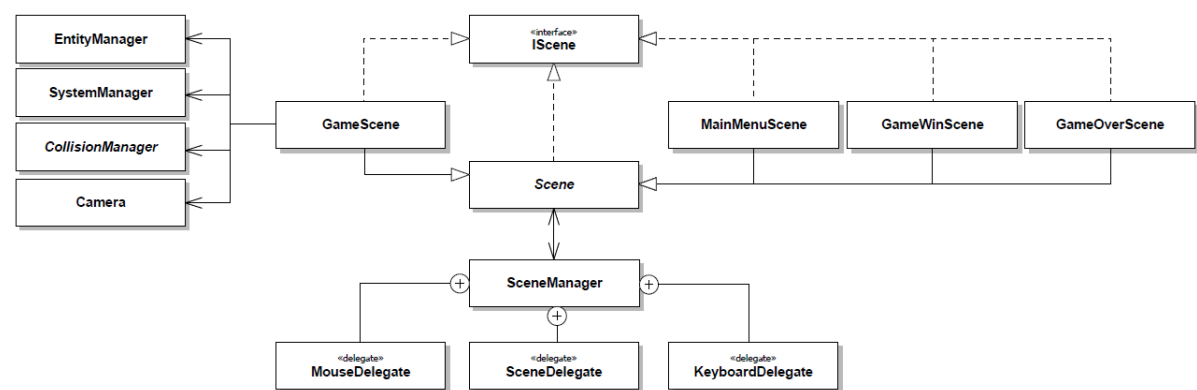 EntityManager
SystemManager
CollisionManager
Camera
GameScene
«interface»
IScene
MainMenuScene
GameWinScene
GameOverScene
Scene
SceneManager
«delegate»
MouseDelegate
«delegate»
SceneDelegate
«delegate»
KeyboardDelegate